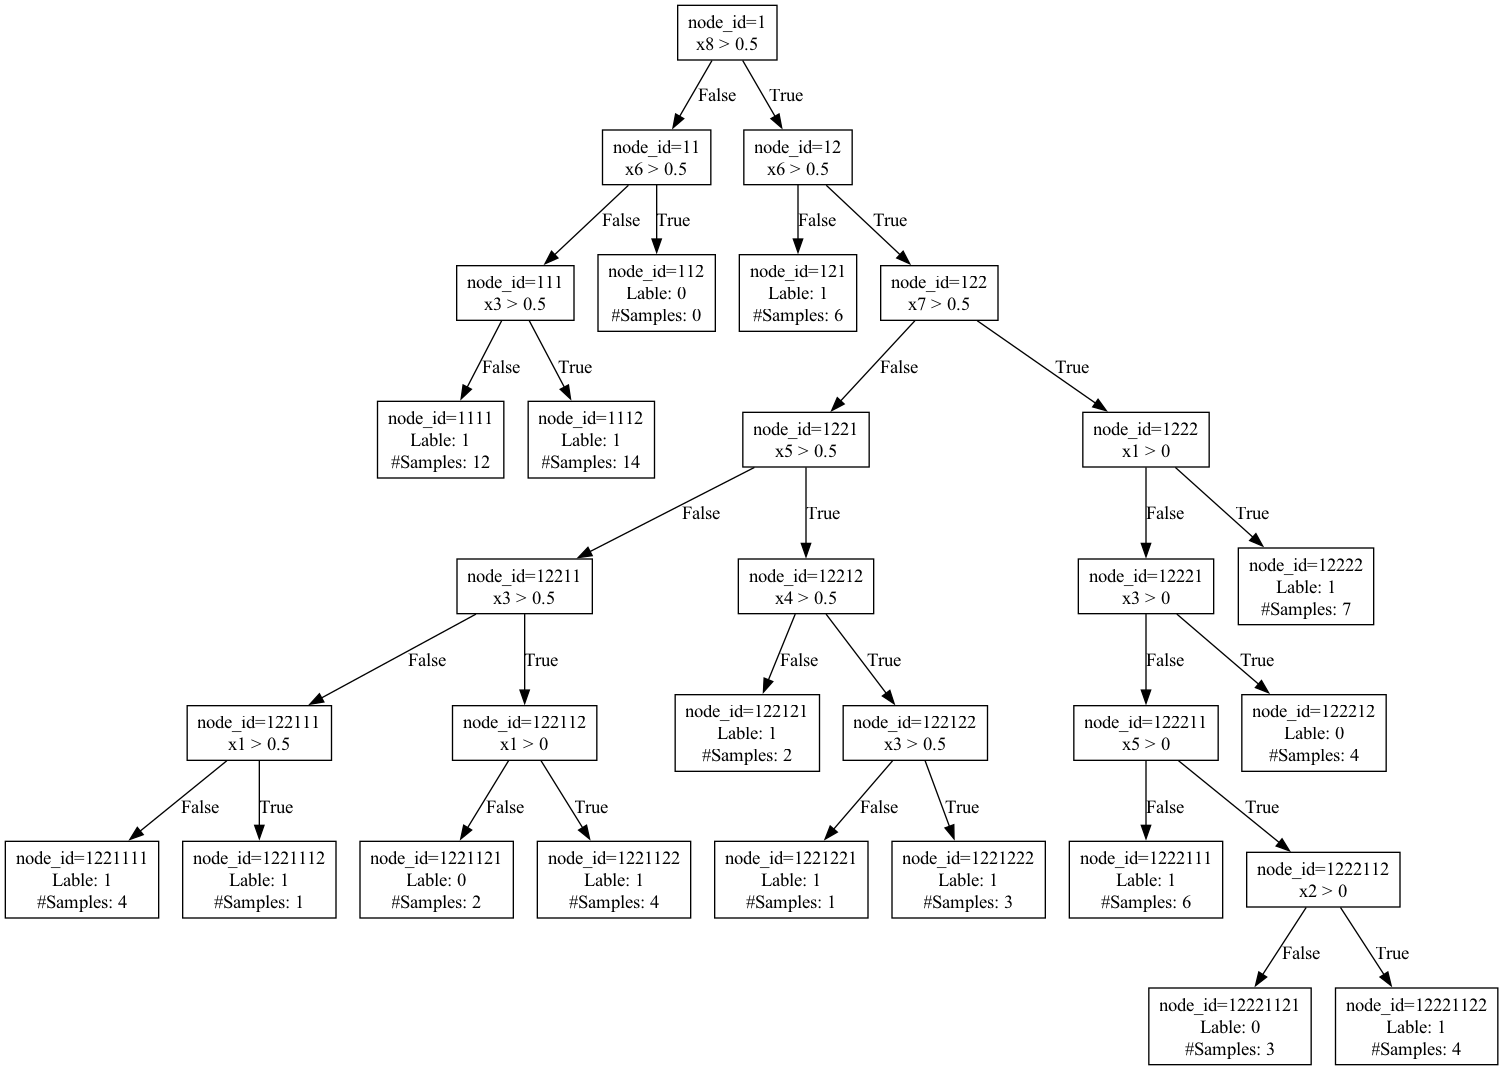 node_id=1
x8 > 0.5
False
True
node_id=11
x6 > 0.5
node_id=12
x6 > 0.5
False
True
False
True
node_id=111
x3 > 0.5
node_id=112
Lable: 0
#Samples: 0
node_id=121
Lable: 1
#Samples: 6
node_id=122
x7 > 0.5
False
True
False
True
node_id=1111
Lable: 1
#Samples: 12
node_id=1112
Lable: 1
#Samples: 14
node_id=1221
x5 > 0.5
node_id=1222
x1 > 0
False
True
False
True
node_id=12211
x3 > 0.5
node_id=12212
x4 > 0.5
node_id=12221
x3 > 0
node_id=12222
Lable: 1
#Samples: 7
False
True
False
True
False
True
node_id=122111
x1 > 0.5
node_id=122112
x1 > 0
node_id=122121
Lable: 1
#Samples: 2
node_id=122122
x3 > 0.5
node_id=122211
x5 > 0
node_id=122212
Lable: 0
#Samples: 4
False
True
False
True
False
True
False
True
node_id=1221111
Lable: 1
#Samples: 4
node_id=1221112
Lable: 1
#Samples: 1
node_id=1221121
Lable: 0
#Samples: 2
node_id=1221122
Lable: 1
#Samples: 4
node_id=1221221
Lable: 1
#Samples: 1
node_id=1221222
Lable: 1
#Samples: 3
node_id=1222111
Lable: 1
#Samples: 6
node_id=1222112
x2 > 0
False
True
node_id=12221121
Lable: 0
#Samples: 3
node_id=12221122
Lable: 1
#Samples: 4